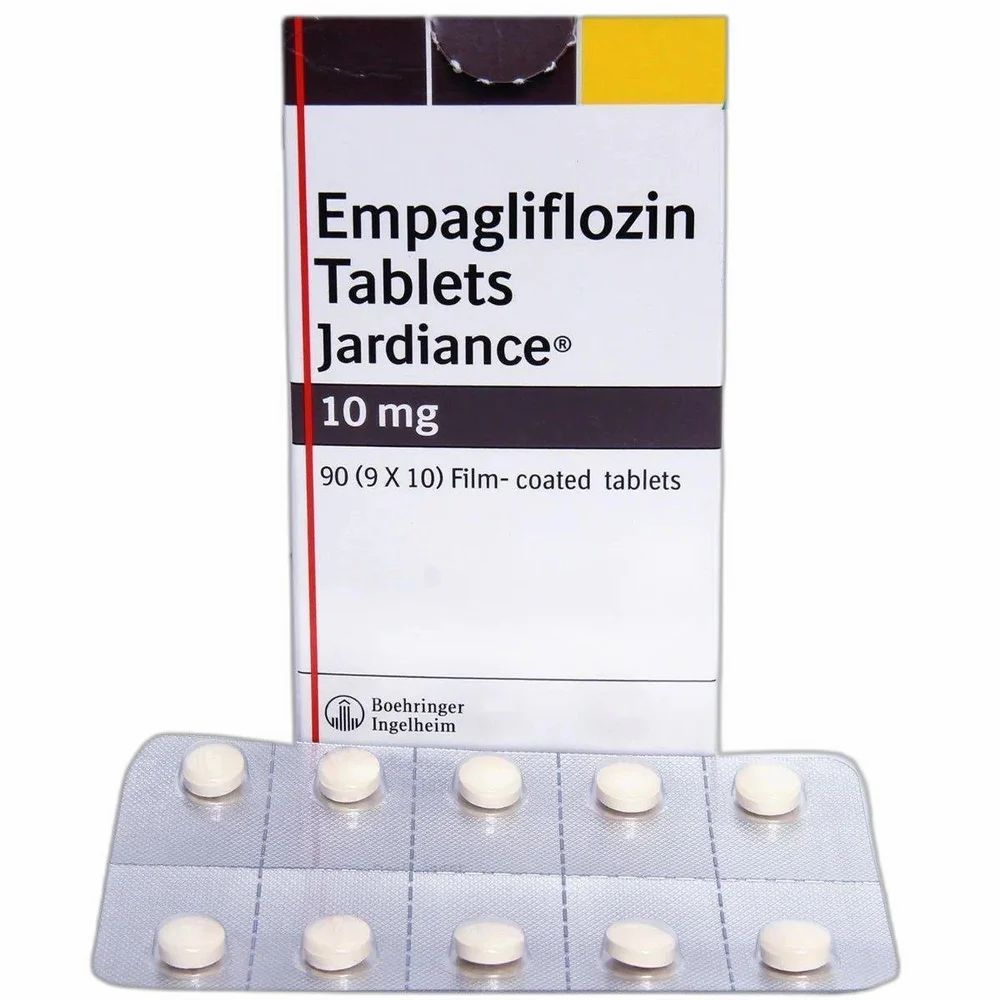 Empagliflozin
Tablets
Jardiance®
10 mg
90 (9 X 10) Film- coated tablets
Boehringer
Ingelheim